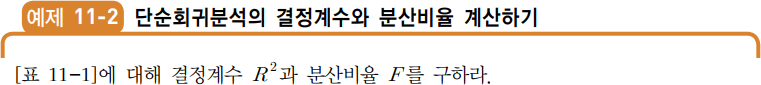 예제 11-2 단순회귀분석의 결정계수와 분산비율 계산하기
[표 11-1]에 대해 결정계수 R²과 분산비율 F를 구하라.